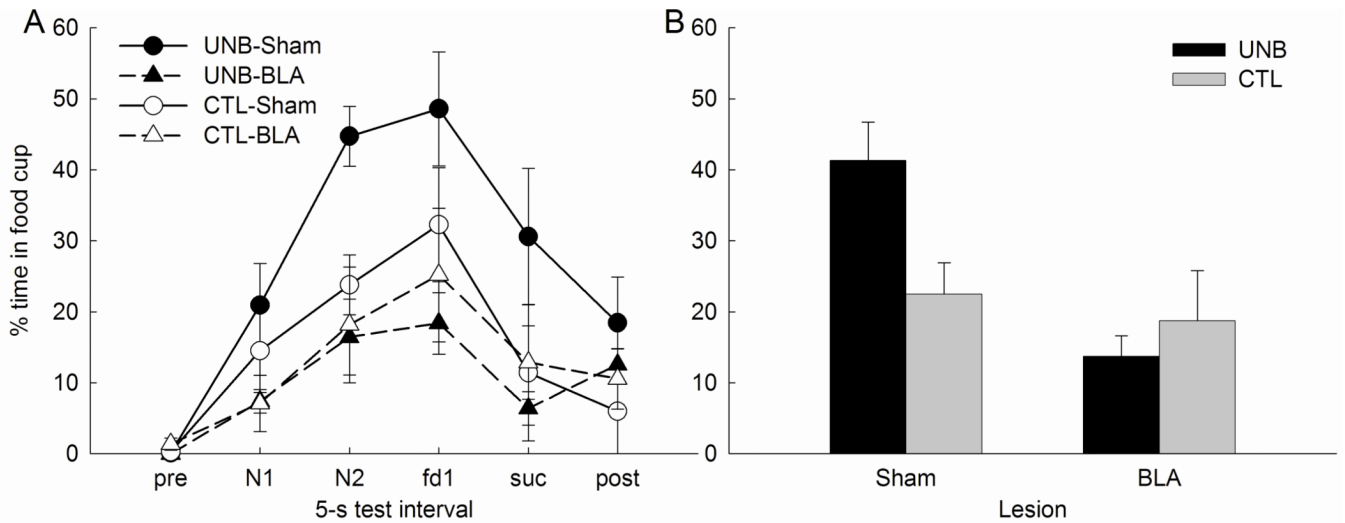 A
60
50
40
30
20
10
0
% time in food cup
UNB-Sham
UNB-BLA
CTL-Sham
CTL-BLA
pre N1 N2 fd1 suc post
5-s test interval
B
60
50
40
30
20
10
0
UNB
CTL
Sham BLA
Lesion